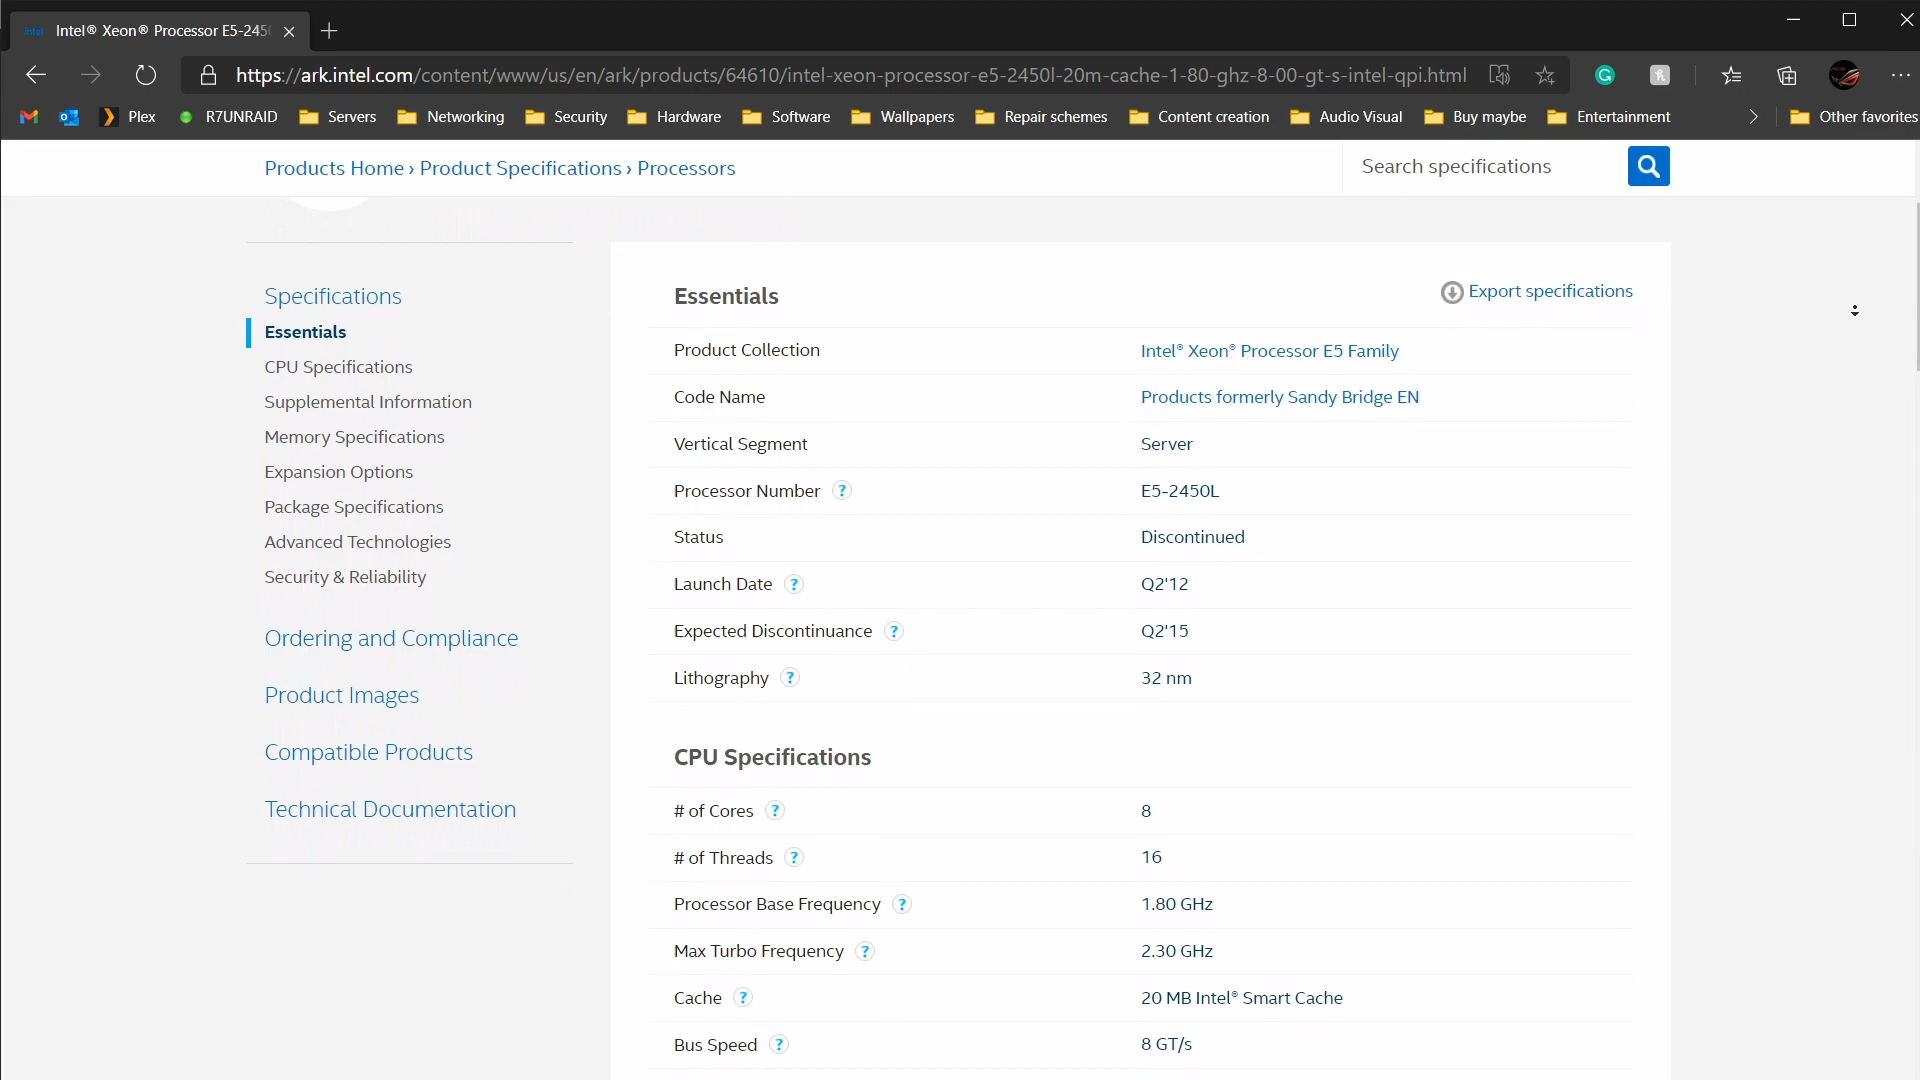 Intel® Xeon® Processor E5-245
https://ark.intel.com/content/www/us/en/ark/products/64610/intel-xeon-processor-e5-2450l-20m-cache-1-80-ghz-8-00-gt-s-intel-qpi.html
Plex R7UNRAID Servers Networking Security Hardware Software Wallpapers Repair schemes Content creation Audio Visual Buy maybe Entertainment Other favorites
Products Home › Product Specifications › Processors
Search specifications
Specifications
Essentials
CPU Specifications
Supplemental Information
Memory Specifications
Expansion Options
Package Specifications
Advanced Technologies
Security & Reliability
Ordering and Compliance
Product Images
Compatible Products
Technical Documentation
Essentials
Export specifications
Product Collection Intel® Xeon® Processor E5 Family
Code Name Products formerly Sandy Bridge EN
Vertical Segment Server
Processor Number ? E5-2450L
Status Discontinued
Launch Date ? Q2'12
Expected Discontinuance ? Q2'15
Lithography ? 32 nm
CPU Specifications
# of Cores ? 8
# of Threads ? 16
Processor Base Frequency ? 1.80 GHz
Max Turbo Frequency ? 2.30 GHz
Cache ? 20 MB Intel® Smart Cache
Bus Speed ? 8 GT/s